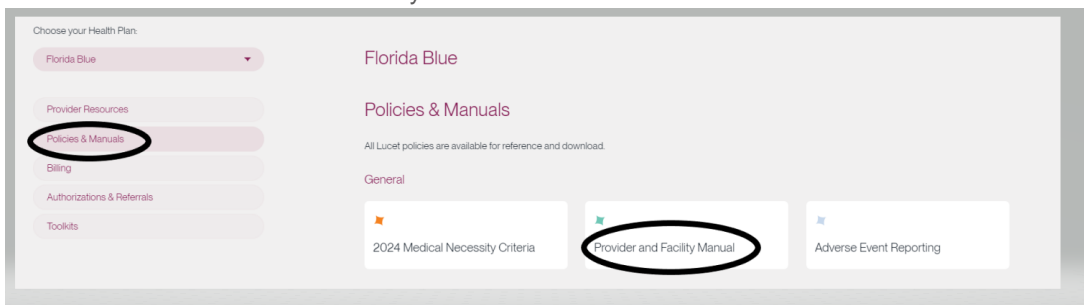 Choose your Health Plan:
Florida Blue
Provider Resources
Policies & Manuals
Billing
Authorizations & Referrals
Toolkits
Florida Blue
Policies & Manuals
All Lucet policies are available for reference and download.
General
2024 Medical Necessity Criteria
Provider and Facility Manual
Adverse Event Reporting